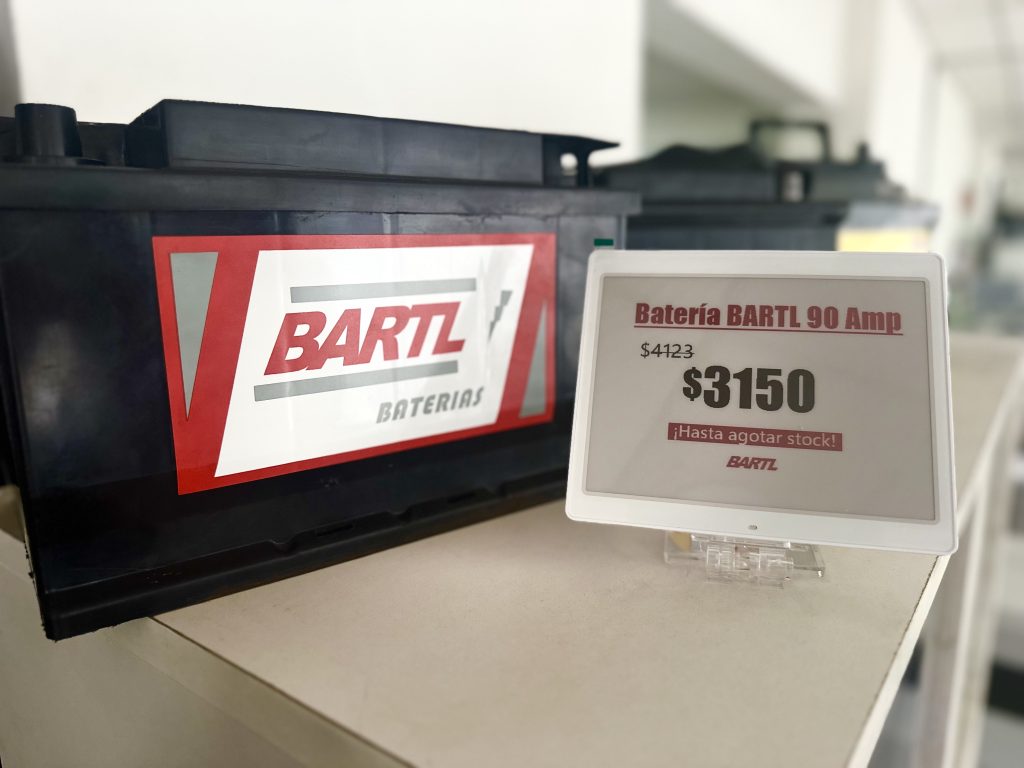 BARTL
BATERIAS
Batería BARTL 90 Amp
$4123
$3150
¡Hasta agotar stock!
BARTL